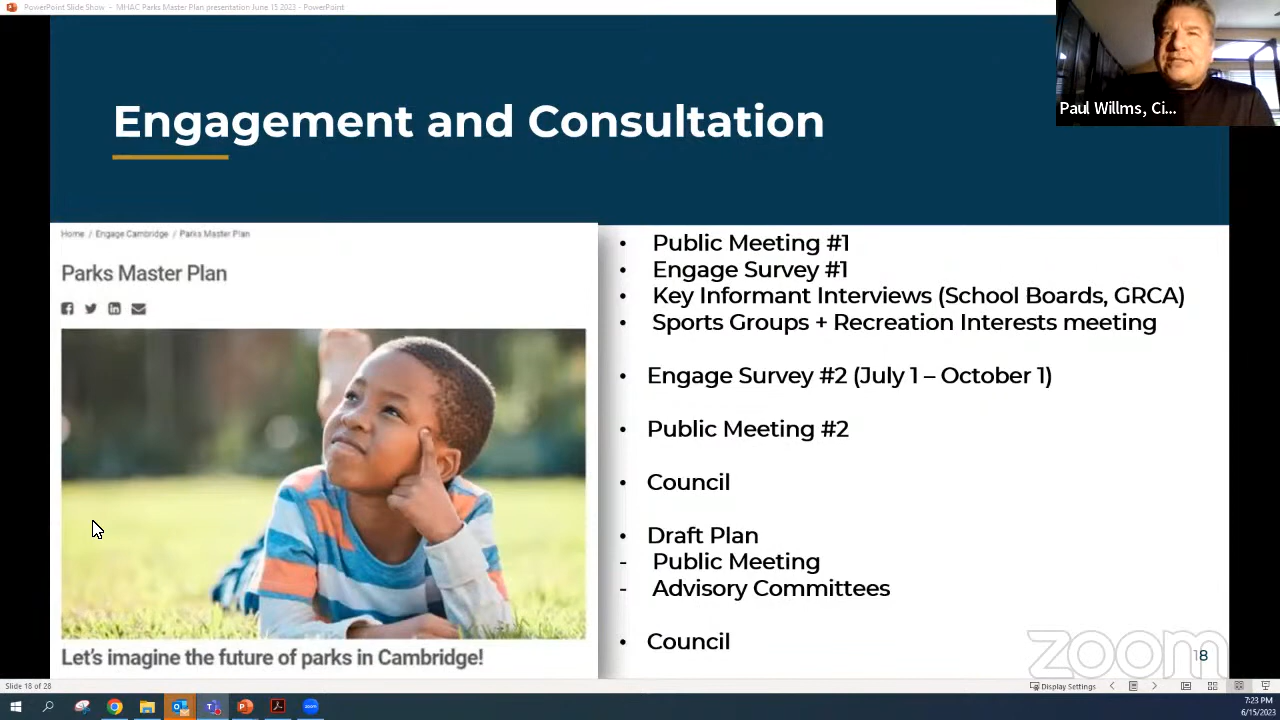 PowerPoint Slide Show - MHAC Parks Master Plan presentation June 15 2023 - PowerPoint
Paul Willms, Ci...
Engagement and Consultation
Home / Engage Cambridge / Parks Master Plan
Parks Master Plan
Let's imagine the future of parks in Cambridge!
• Public Meeting #1
• Engage Survey #1
• Key Informant Interviews (School Boards, GRCA)
• Sports Groups + Recreation Interests meeting
• Engage Survey #2 (July 1 – October 1)
• Public Meeting #2
• Council
• Draft Plan
- Public Meeting
- Advisory Committees
• Council
zoom
18
Slide 18 of 28
Display Settings
7:23 PM
6/15/2023